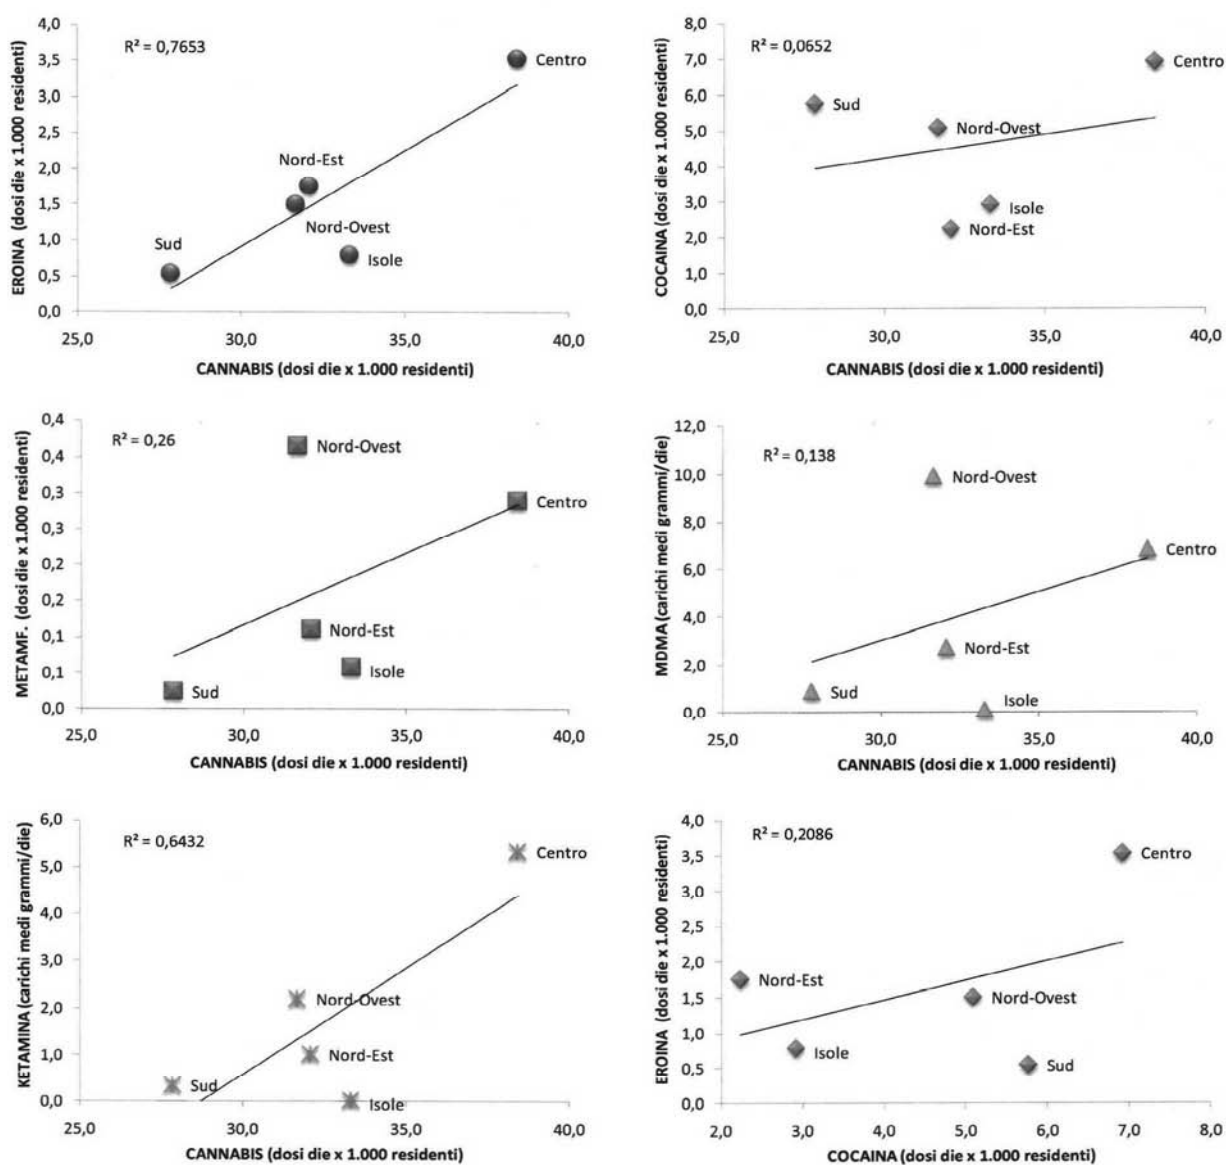 EROINA (dosi die x 1.000 residenti)
4,0
3,5
3,0
2,5
2,0
1,5
1,0
0,5
0,0
R² = 0,7653
Centro
Nord-Est
Nord-Ovest
Sud
Isole
25,0 30,0 35,0 40,0
CANNABIS (dosi die x 1.000 residenti)
COCAINA (dosi die x 1.000 residenti)
8,0
7,0
6,0
5,0
4,0
3,0
2,0
1,0
0,0
R² = 0,0652
Centro
Sud
Nord-Ovest
Isole
Nord-Est
25,0 30,0 35,0 40,0
CANNABIS (dosi die x 1.000 residenti)
METAMF. (dosi die x 1.000 residenti)
0,4
0,4
0,3
0,3
0,2
0,2
0,1
0,1
0,0
R² = 0,26
Nord-Ovest
Centro
Nord-Est
Isole
Sud
25,0 30,0 35,0 40,0
CANNABIS (dosi die x 1.000 residenti)
MDMA (carichi medi grammi/die)
12,0
10,0
8,0
6,0
4,0
2,0
0,0
R² = 0,138
Nord-Ovest
Centro
Nord-Est
Sud
Isole
25,0 30,0 35,0 40,0
CANNABIS (dosi die x 1.000 residenti)
KETAMINA (carichi medi grammi/die)
6,0
5,0
4,0
3,0
2,0
1,0
0,0
R² = 0,6432
Centro
Nord-Ovest
Nord-Est
Sud
Isole
25,0 30,0 35,0 40,0
CANNABIS (dosi die x 1.000 residenti)
EROINA (dosi die x 1.000 residenti)
4,0
3,5
3,0
2,5
2,0
1,5
1,0
0,5
0,0
R² = 0,2086
Centro
Nord-Est
Nord-Ovest
Isole
Sud
2,0 3,0 4,0 5,0 6,0 7,0 8,0
COCAINA (dosi die x 1.000 residenti)